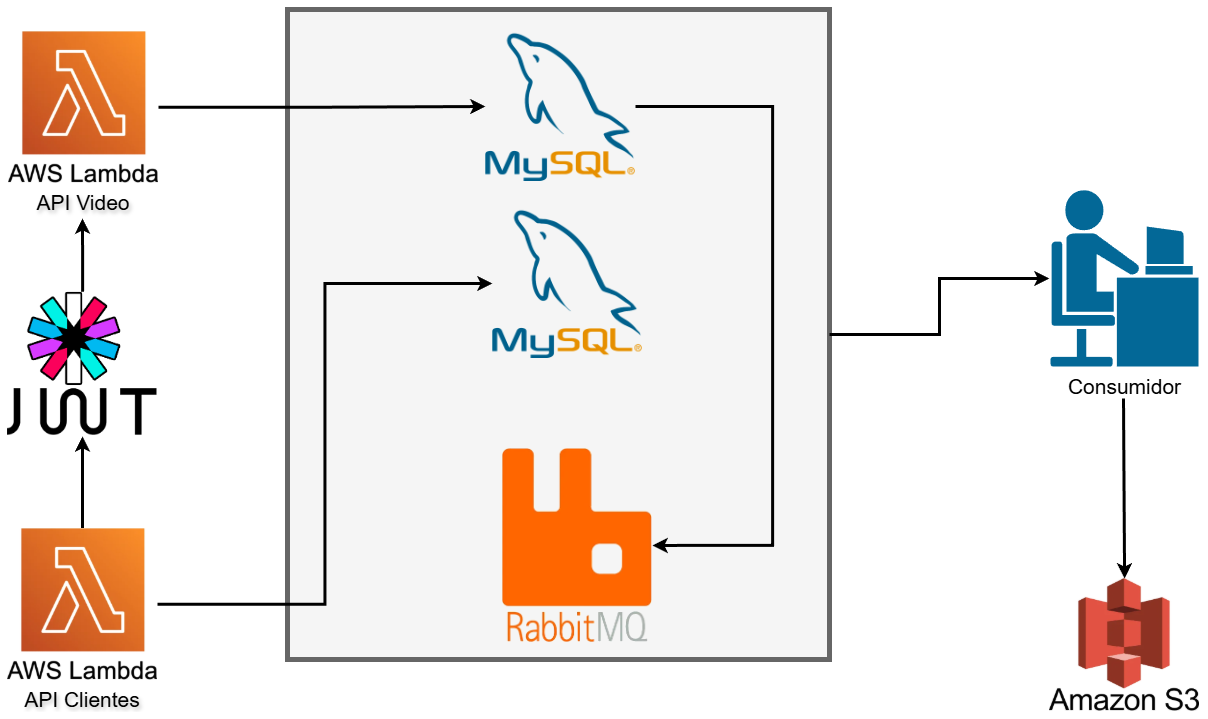 AWS Lambda
API Video
JWT
AWS Lambda
API Clientes
MySQL®
MySQL®
RabbitMQ
Consumidor
Amazon S3